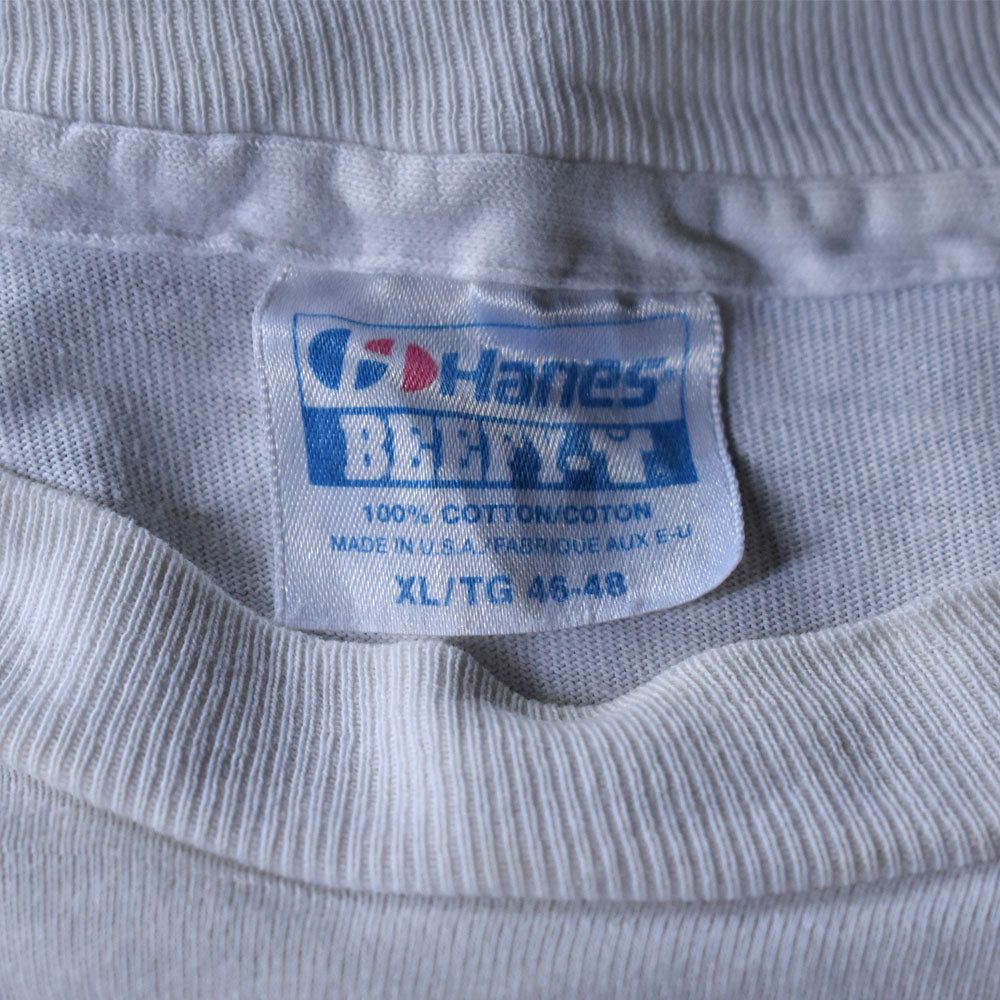 Hanes
BEEFY-T
100% COTTON/COTON
MADE IN U.S.A./FABRIQUE AUX E-U
XL/TG 46-48